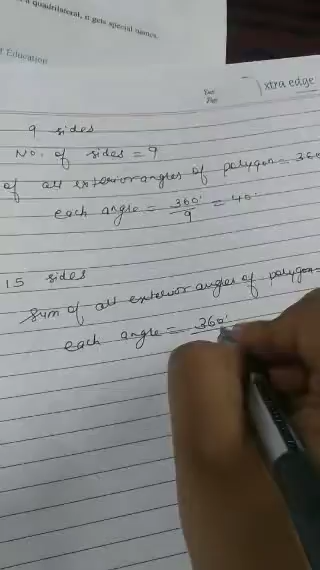 a quadrilateral, it gets special names.
Education
xtra edge
9 sides
No. of sides = 9
of all exterior angles of polygon = 360
each angle = 360°/9 = 40°
15 sides
Sum of all exterior angles of polygon =
each angle = 360°